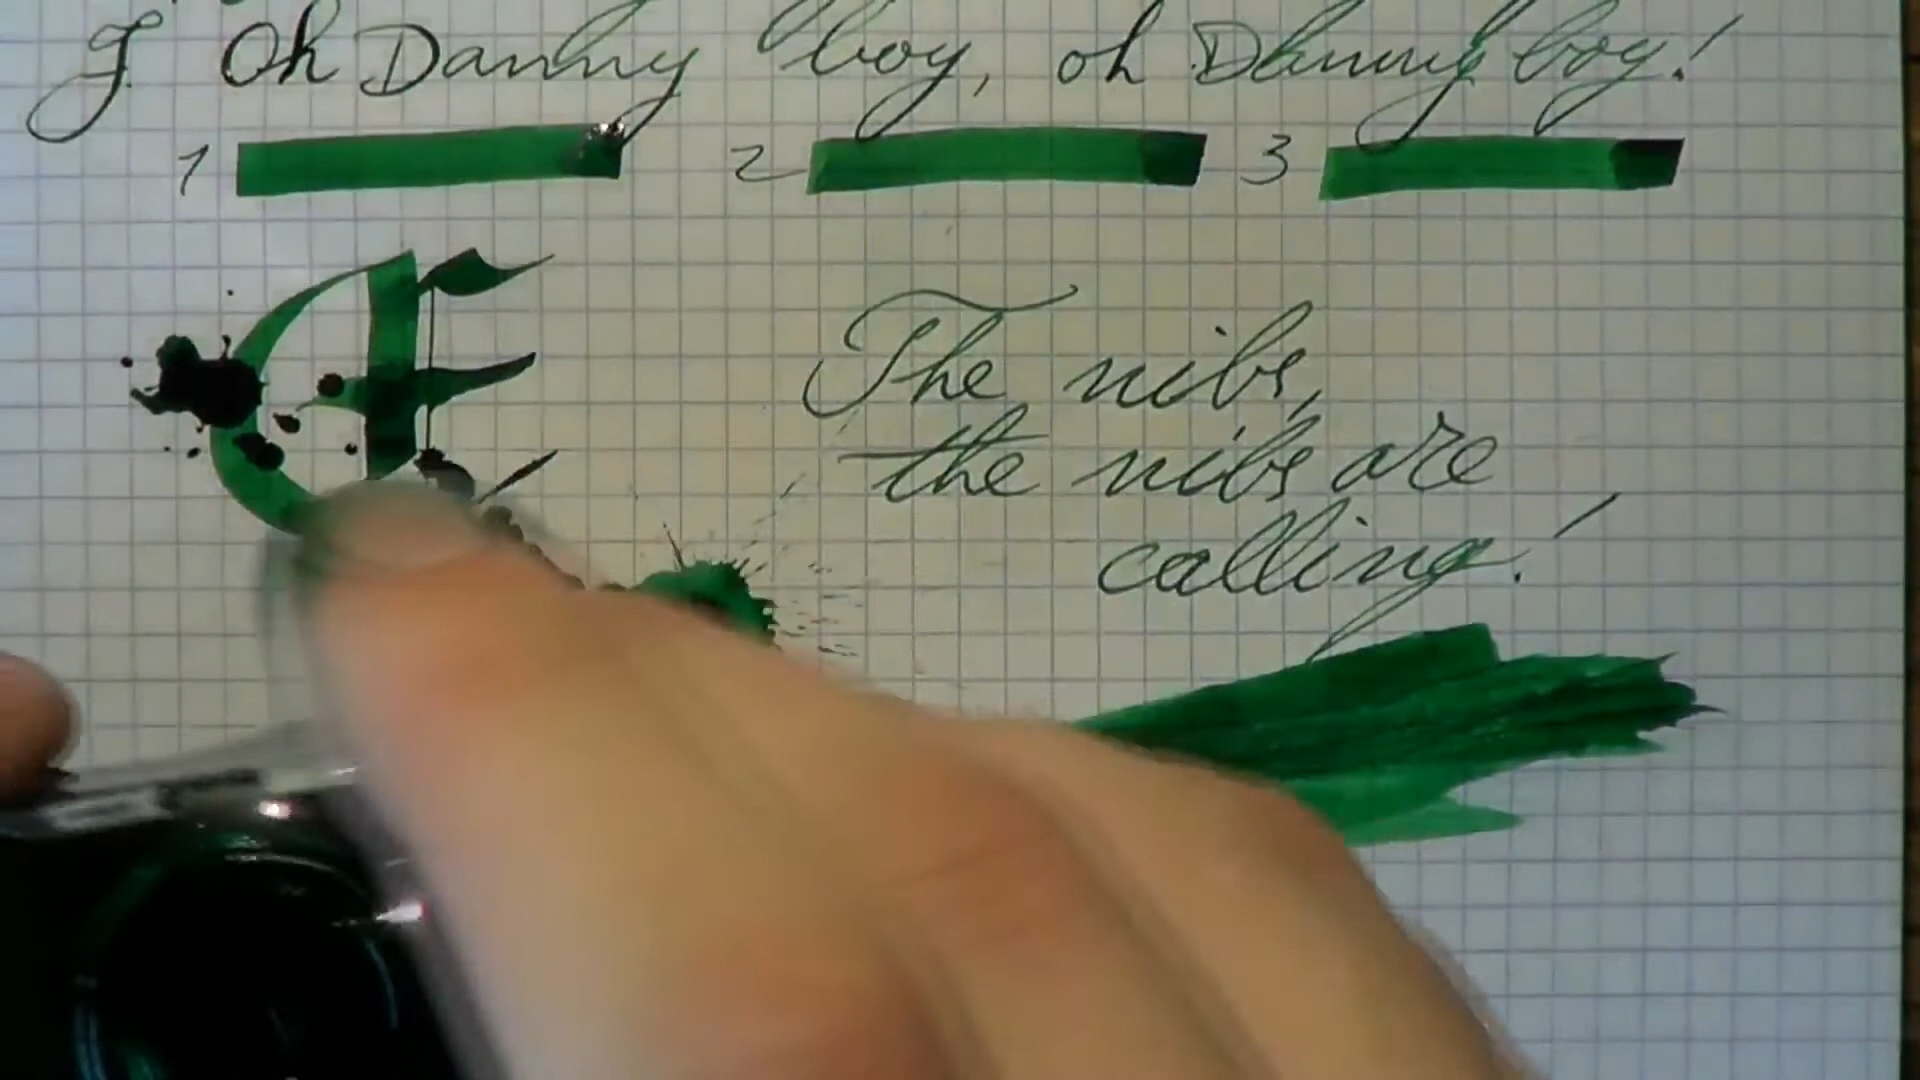 J. Oh Danny boy, oh Danny boy!
1 2 3
E
The nibs,
the nibs are
calling!